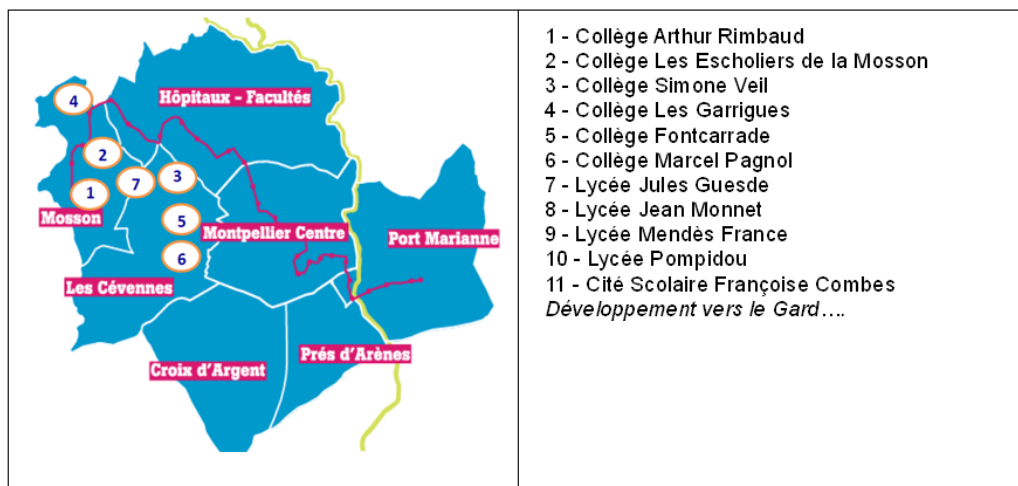 4
Hôpitaux – Facultés
2
7
3
1
Mosson
5
Montpellier Centre
Port Marianne
6
Les Cévennes
Prés d'Arènes
Croix d'Argent
1 - Collège Arthur Rimbaud
2 - Collège Les Escholiers de la Mosson
3 - Collège Simone Veil
4 - Collège Les Garrigues
5 - Collège Fontcarrade
6 - Collège Marcel Pagnol
7 - Lycée Jules Guesde
8 - Lycée Jean Monnet
9 - Lycée Mendès France
10 - Lycée Pompidou
11 - Cité Scolaire Françoise Combes
Développement vers le Gard....